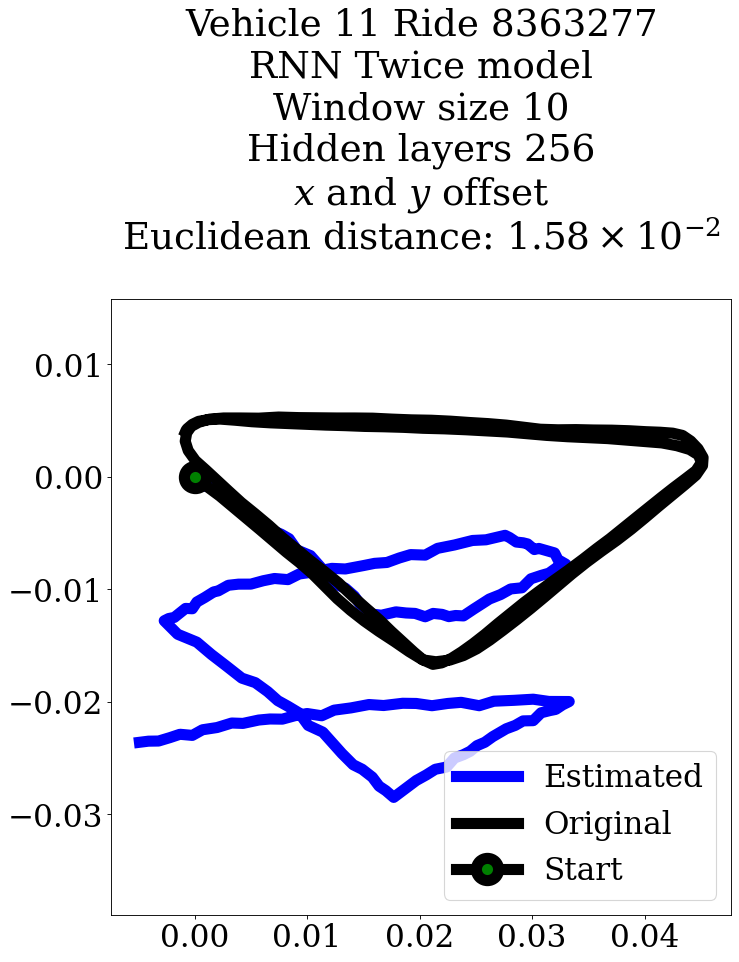 Vehicle 11 Ride 8363277
RNN Twice model
Window size 10
Hidden layers 256
x and y offset
Euclidean distance: 1.58 × 10⁻²
0.01
0.00
−0.01
−0.02
−0.03
Estimated
Original
Start
0.00 0.01 0.02 0.03 0.04